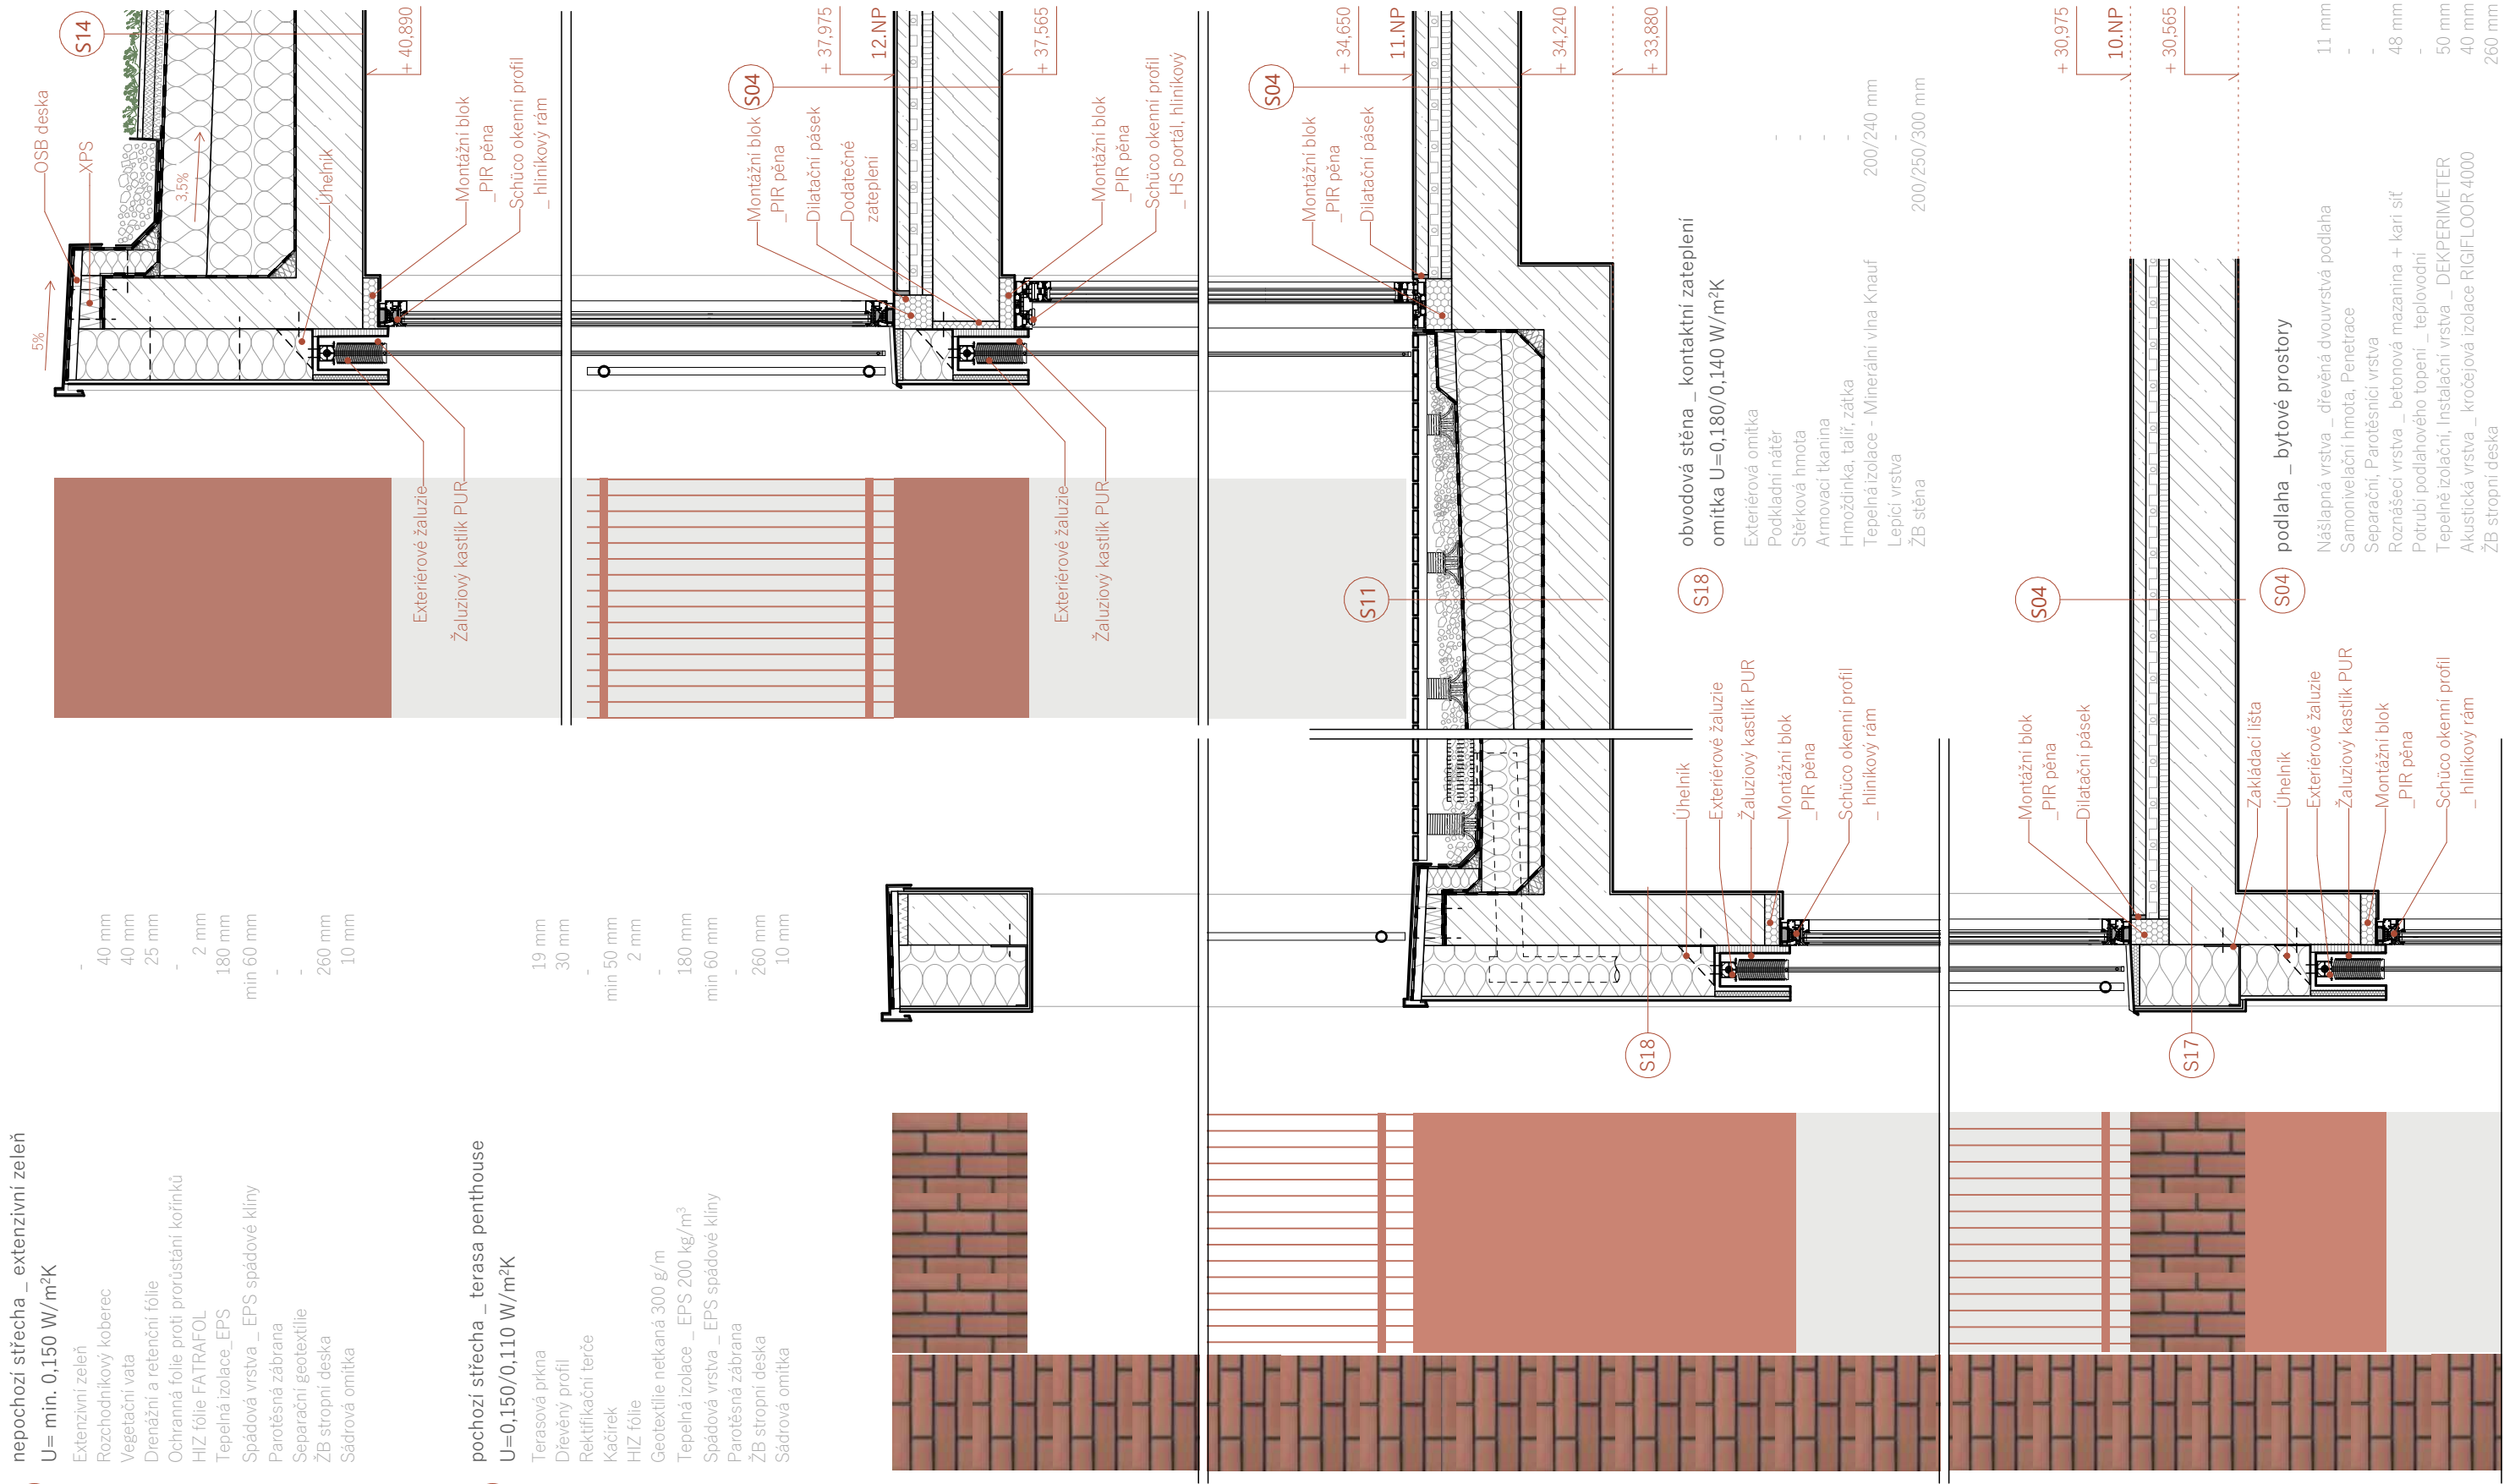 nepochozí střecha _ extenzivní zeleň
U= min. 0,150 W/m²K
Extenzivní zeleň -
Rozchodníkový koberec 40 mm
Vegetační vata 40 mm
Drenážní a retenční fólie 25 mm
Ochranná folie proti prorůstání kořínků -
HIZ fólie FATRAFOL 2 mm
Tepelná izolace_EPS 180 mm
Spádová vrstva _ EPS spádové klíny min 60 mm
Parotěsná zábrana -
Separační geotextilie -
ŽB stropní deska 260 mm
Sádrová omítka 10 mm
pochozí střecha _ terasa penthouse
U=0,150/0,110 W/m²K
Terasová prkna 19 mm
Dřevěný profil 30 mm
Rektifikační terče -
Kačírek min 50 mm
HIZ fólie 2 mm
Geotextilie netkaná 300 g/m -
Tepelná izolace _ EPS 200 kg/m³ 180 mm
Spádová vrstva _ EPS spádové klíny min 60 mm
Parotěsná zábrana -
ŽB stropní deska 260 mm
Sádrová omítka 10 mm
5%
OSB deska
XPS
3,5%
S14
Úhelník
+ 40,890
Montážní blok
_PIR pěna
Schüco okení profil
_ hliníkový rám
Exteriérové žaluzie
Žaluziový kastlík PUR
S04
Montážní blok
_PIR pěna
Dilatační pásek
Dodatečné
zateplení
+ 37,975
12.NP
+ 37,565
Montážní blok
_PIR pěna
Schüco okení profil
_HS portál, hliníkový
Exteriérové žaluzie
Žaluziový kastlík PUR
S04
Montážní blok
_PIR pěna
Dilatační pásek
+ 34,650
11.NP
+ 34,240
+ 33,880
S11
S18
Úhelník
Exteriérové žaluzie
Žaluziový kastlík PUR
Montážní blok
_PIR pěna
Schüco okenní profil
_ hliníkový rám
S18
obvodová stěna _ kontaktní zateplení
omítka U=0,180/0,140 W/m²K
Exteriérová omítka -
Podkladní nátěr -
Stěrková hmota -
Armovací tkanina -
Hmoždinka, talíř, zátka
Tepelná izolace - Minerální vlna Knauf 200/240 mm
Lepící vrstva -
ŽB stěna 200/250/300 mm
S04
Montážní blok
_PIR pěna
Dilatační pásek
+ 30,975
10.NP
+ 30,565
S17
Zakládací lišta
Úhelník
Exteriérové žaluzie
Žaluziový kastlík PUR
Montážní blok
_PIR pěna
Schüco okenní profil
_ hliníkový rám
S04
podlaha _ bytové prostory
Nášlapná vrstva _ dřevěná dvouvrstvá podlaha 11 mm
Samonivelační hmota, Penetrace -
Separační, Parotěsnící vrstva -
Roznášecí vrstva _ betonová mazanina + kari síť 48 mm
Potrubí podlahového topení _ teplovodní -
Tepelně izolační, Instalační vrstva _ DEKPERIMETER 50 mm
Akustická vrstva _ kročejová izolace RIGIFLOOR 4000 40 mm
ŽB stropní deska 260 mm